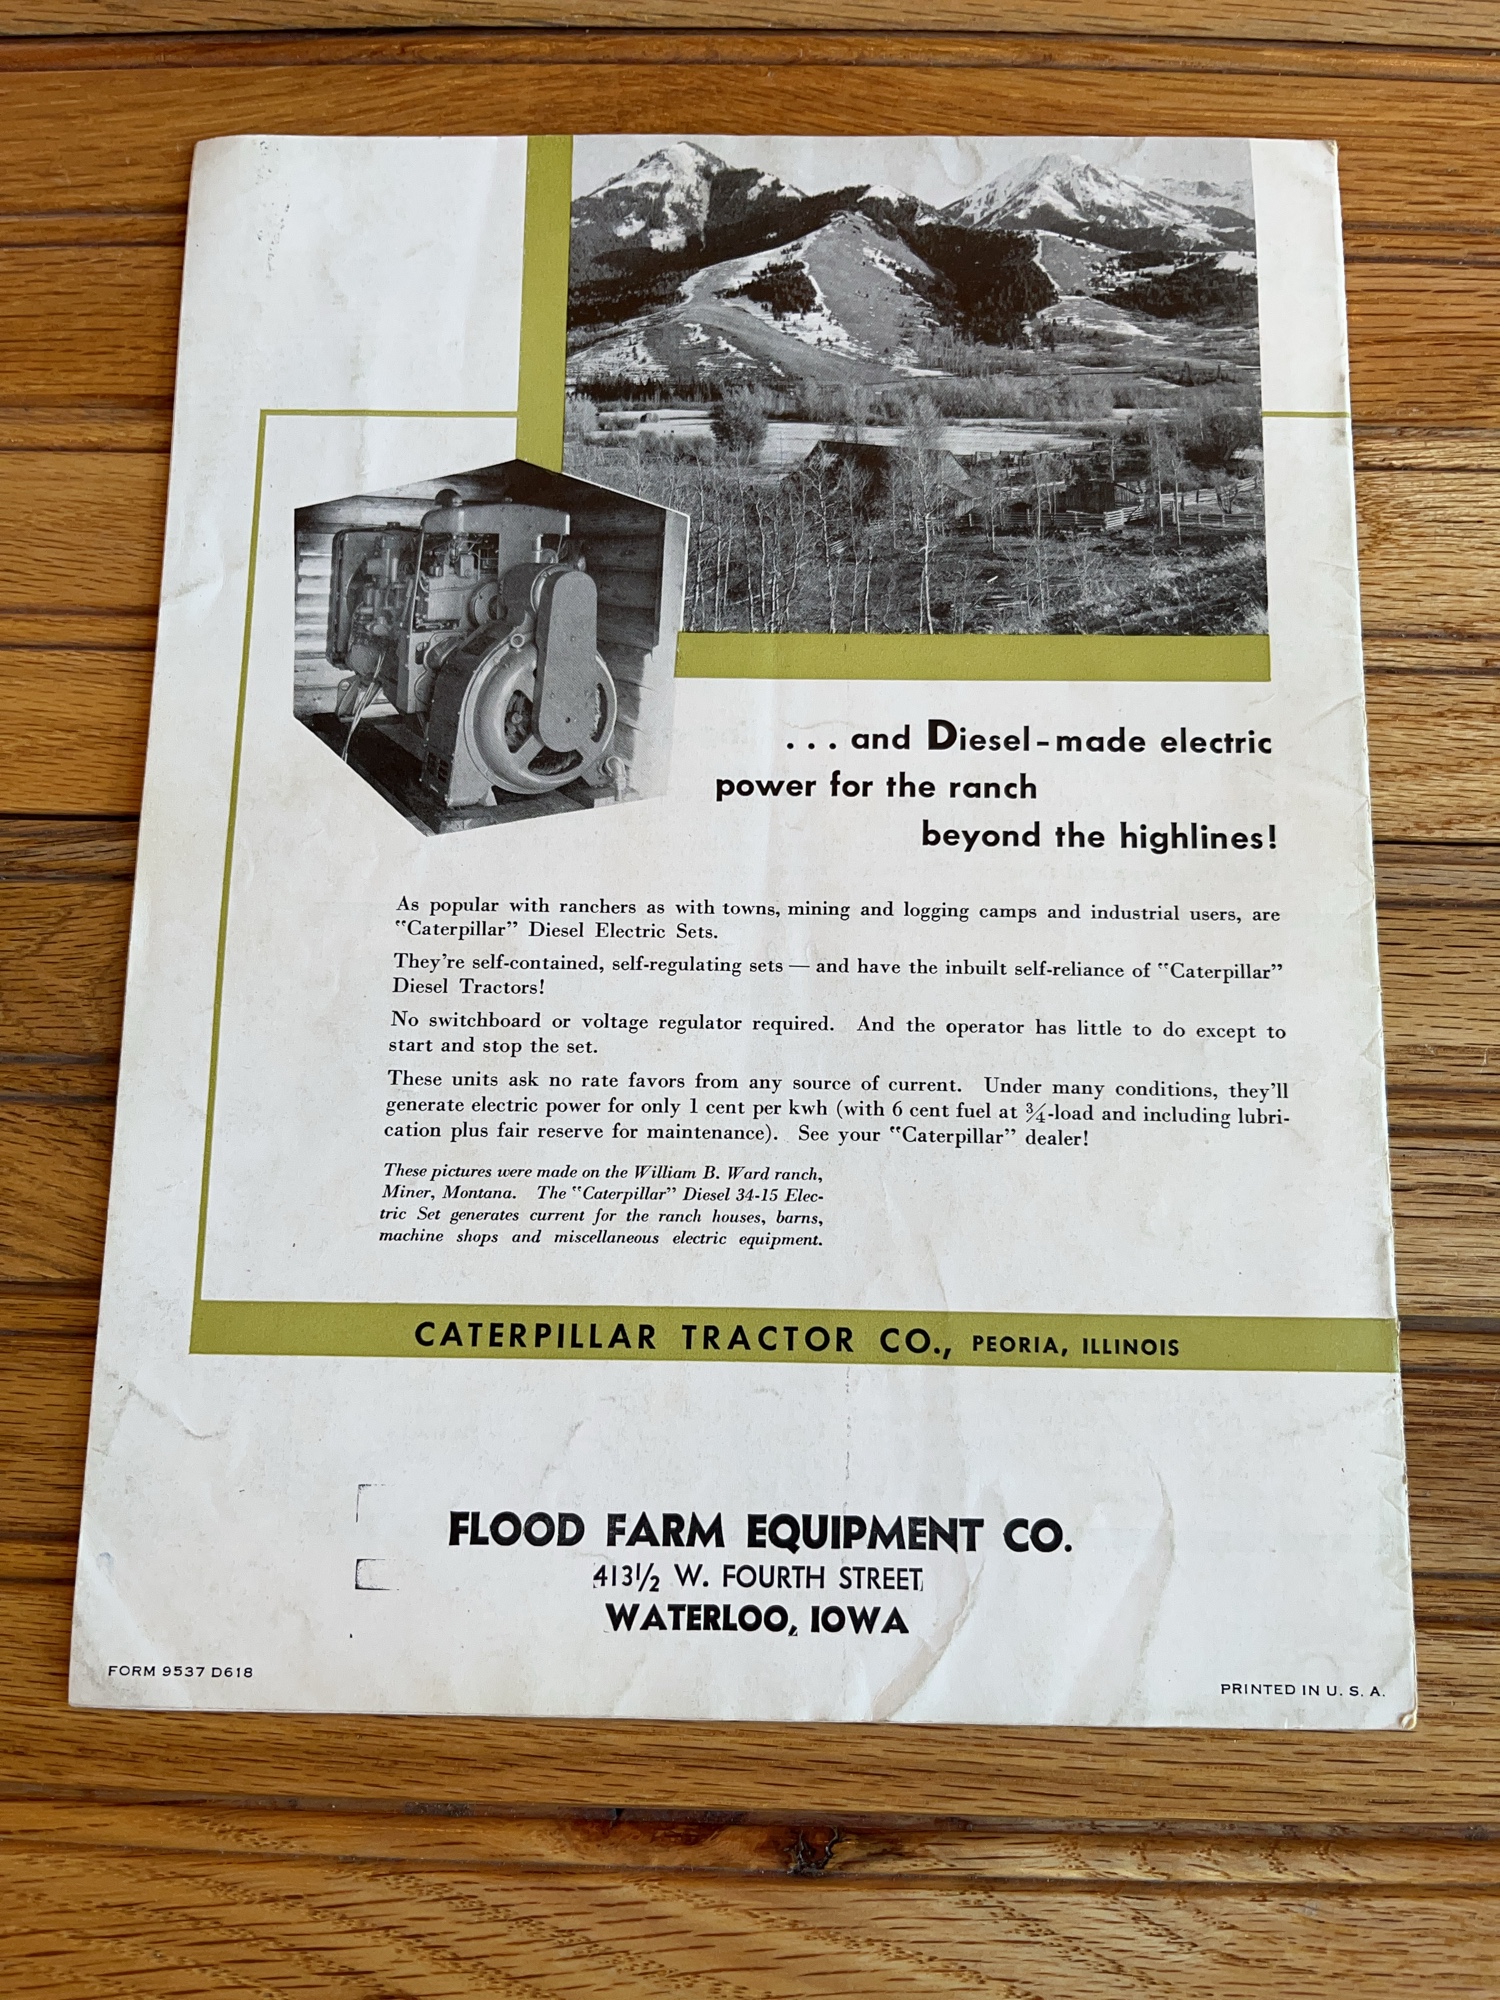 . . . and Diesel-made electric
power for the ranch
beyond the highlines!
As popular with ranchers as with towns, mining and logging camps and industrial users, are
"Caterpillar" Diesel Electric Sets.
They're self-contained, self-regulating sets — and have the inbuilt self-reliance of "Caterpillar"
Diesel Tractors!
No switchboard or voltage regulator required. And the operator has little to do except to
start and stop the set.
These units ask no rate favors from any source of current. Under many conditions, they'll
generate electric power for only 1 cent per kwh (with 6 cent fuel at ¾-load and including lubri-
cation plus fair reserve for maintenance). See your "Caterpillar" dealer!
These pictures were made on the William B. Ward ranch,
Miner, Montana. The "Caterpillar" Diesel 34-15 Elec-
tric Set generates current for the ranch houses, barns,
machine shops and miscellaneous electric equipment.
CATERPILLAR TRACTOR CO., PEORIA, ILLINOIS
FLOOD FARM EQUIPMENT CO.
413½ W. FOURTH STREET
WATERLOO, IOWA
FORM 9537 D618
PRINTED IN U. S. A.